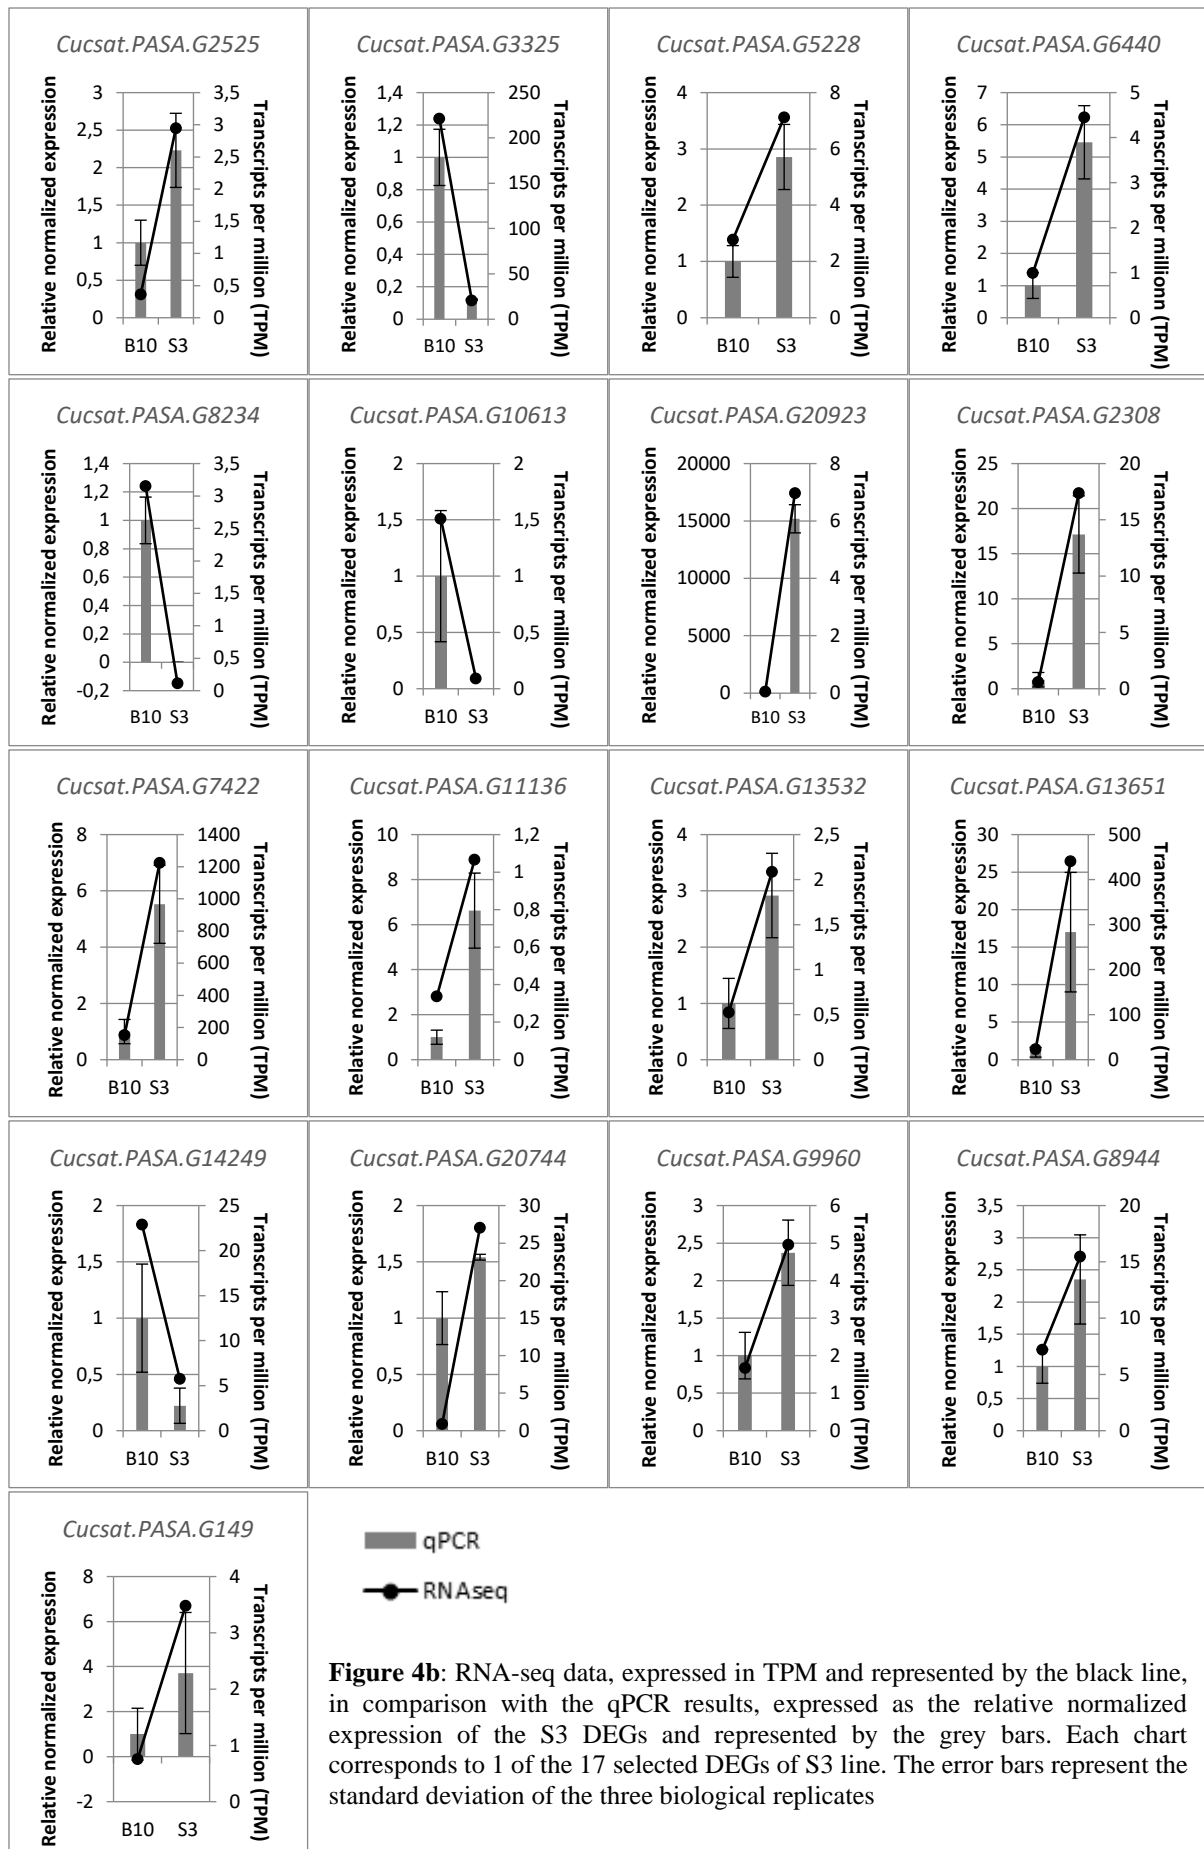 Cucsat.PASA.G2525
Relative normalized expression
3
2,5
2
1,5
1
0,5
0
3,5
3
2,5
2
1,5
1
0,5
0
Transcripts per million (TPM)
B10 S3
Cucsat.PASA.G3325
Relative normalized expression
1,4
1,2
1
0,8
0,6
0,4
0,2
0
250
200
150
100
50
0
Transcripts per million (TPM)
B10 S3
Cucsat.PASA.G5228
Relative normalized expression
4
3
2
1
0
8
6
4
2
0
Transcripts per million (TPM)
B10 S3
Cucsat.PASA.G6440
Relative normalized expression
7
6
5
4
3
2
1
0
5
4
3
2
1
0
Transcripts per milionn (TPM)
B10 S3
Cucsat.PASA.G8234
Relative normalized expression
1,4
1,2
1
0,8
0,6
0,4
0,2
0
-0,2
3,5
3
2,5
2
1,5
1
0,5
0
Transcripts per million (TPM)
B10 S3
Cucsat.PASA.G10613
Relative normalized expression
2
1,5
1
0,5
0
2
1,5
1
0,5
0
Transcripts per million (TPM)
B10 S3
Cucsat.PASA.G20923
Relative normalized expression
20000
15000
10000
5000
0
8
6
4
2
0
Transcripts per million (TPM)
B10 S3
Cucsat.PASA.G2308
Relative normalized expression
25
20
15
10
5
0
20
15
10
5
0
Transcripts per million (TPM)
B10 S3
Cucsat.PASA.G7422
Relative normalized expression
8
6
4
2
0
1400
1200
1000
800
600
400
200
0
Transcripts per million (TPM)
B10 S3
Cucsat.PASA.G11136
Relative normalized expression
10
8
6
4
2
0
1,2
1
0,8
0,6
0,4
0,2
0
Transcripts per million (TPM)
B10 S3
Cucsat.PASA.G13532
Relative normalized expression
4
3
2
1
0
2,5
2
1,5
1
0,5
0
Transcripts per million (TPM)
B10 S3
Cucsat.PASA.G13651
Relative normalized expression
30
25
20
15
10
5
0
500
400
300
200
100
0
Transcripts per million (TPM)
B10 S3
Cucsat.PASA.G14249
Relative normalized expression
2
1,5
1
0,5
0
25
20
15
10
5
0
Transcripts per million (TPM)
B10 S3
Cucsat.PASA.G20744
Relative normalized expression
2
1,5
1
0,5
0
30
25
20
15
10
5
0
Transcripts per million (TPM)
B10 S3
Cucsat.PASA.G9960
Relative normalized expression
3
2,5
2
1,5
1
0,5
0
6
5
4
3
2
1
0
Transcripts per million (TPM)
B10 S3
Cucsat.PASA.G8944
Relative normalized expression
3,5
3
2,5
2
1,5
1
0,5
0
20
15
10
5
0
Transcripts per million (TPM)
B10 S3
Cucsat.PASA.G149
Relative normalized expression
8
6
4
2
0
-2
4
3
2
1
0
Transcripts per million (TPM)
B10 S3
qPCR
RNAseq
Figure 4b: RNA-seq data, expressed in TPM and represented by the black line,
in comparison with the qPCR results, expressed as the relative normalized
expression of the S3 DEGs and represented by the grey bars. Each chart
corresponds to 1 of the 17 selected DEGs of S3 line. The error bars represent the
standard deviation of the three biological replicates